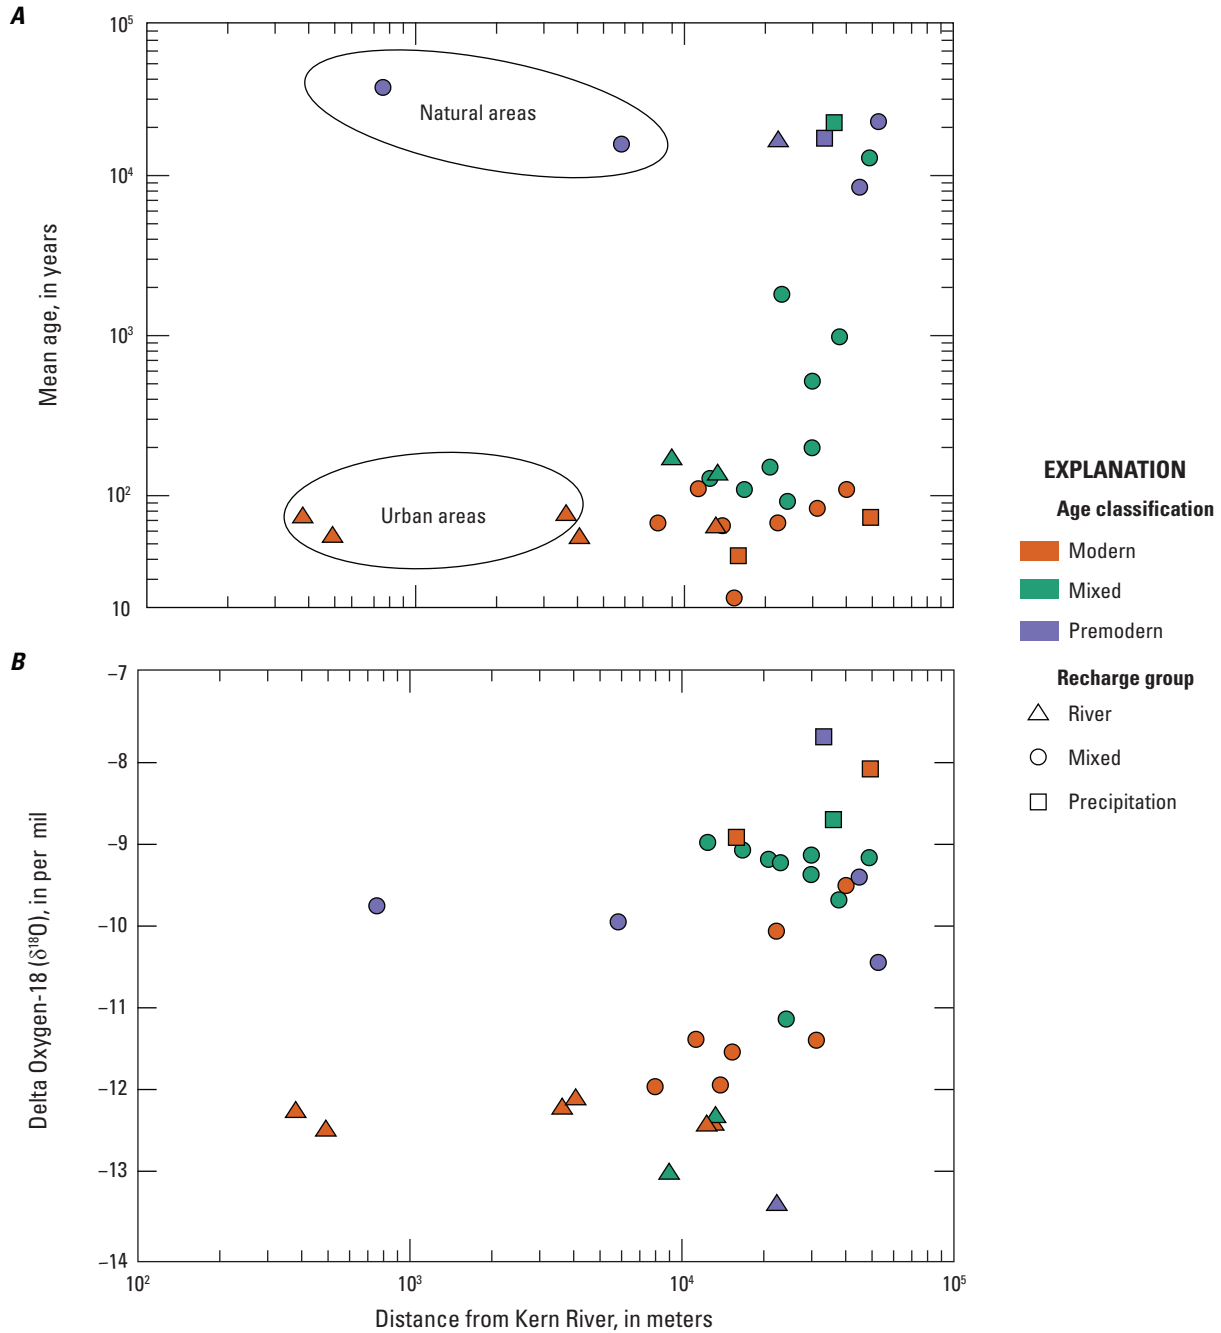 A
10⁵
10⁴
10³
10²
10
Mean age, in years
Natural areas
Urban areas
B
–7
–8
–9
–10
–11
–12
–13
–14
Delta Oxygen-18 (δ¹⁸O), in per mil
10² 10³ 10⁴ 10⁵
Distance from Kern River, in meters
EXPLANATION
Age classification
Modern
Mixed
Premodern
Recharge group
River
Mixed
Precipitation